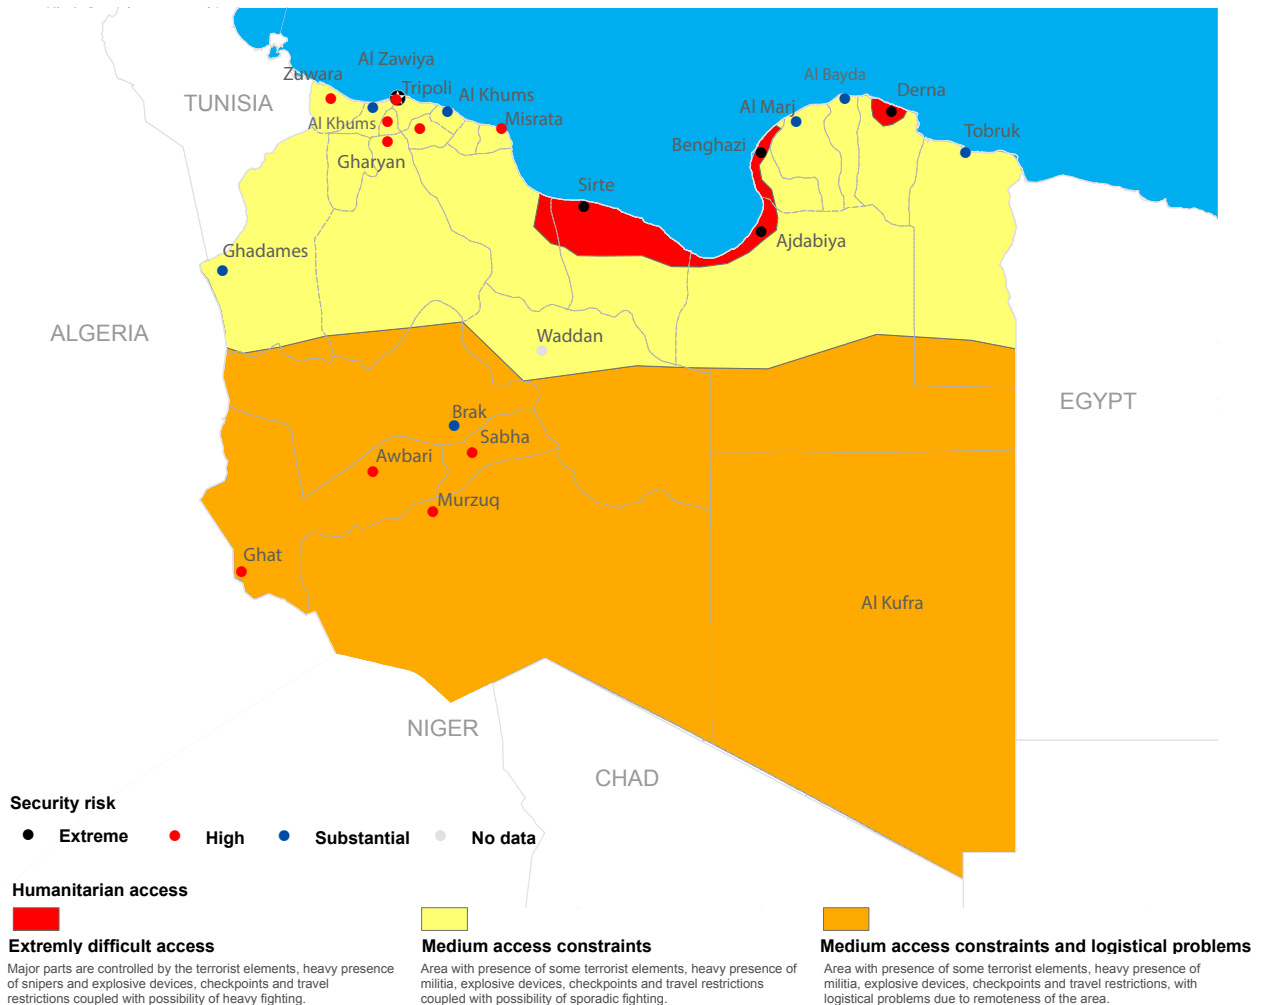 Al Zawiya
Zuwara
Tripoli
Al Khums
Al Bayda
Derna
TUNISIA
Al Khums
Misrata
Al Marj
Tobruk
Gharyan
Benghazi
Sirte
Ajdabiya
Ghadames
ALGERIA
Waddan
EGYPT
Brak
Sabha
Awbari
Murzuq
Ghat
Al Kufra
NIGER
CHAD
Security risk
Extreme High Substantial No data
Humanitarian access
Extremly difficult access
Major parts are controlled by the terrorist elements, heavy presence
of snipers and explosive devices, checkpoints and travel
restrictions coupled with possibility of heavy fighting.
Medium access constraints
Area with presence of some terrorist elements, heavy presence of
militia, explosive devices, checkpoints and travel restrictions
coupled with possibility of sporadic fighting.
Medium access constraints and logistical problems
Area with presence of some terrorist elements, heavy presence of
militia, explosive devices, checkpoints and travel restrictions, with
logistical problems due to remoteness of the area.